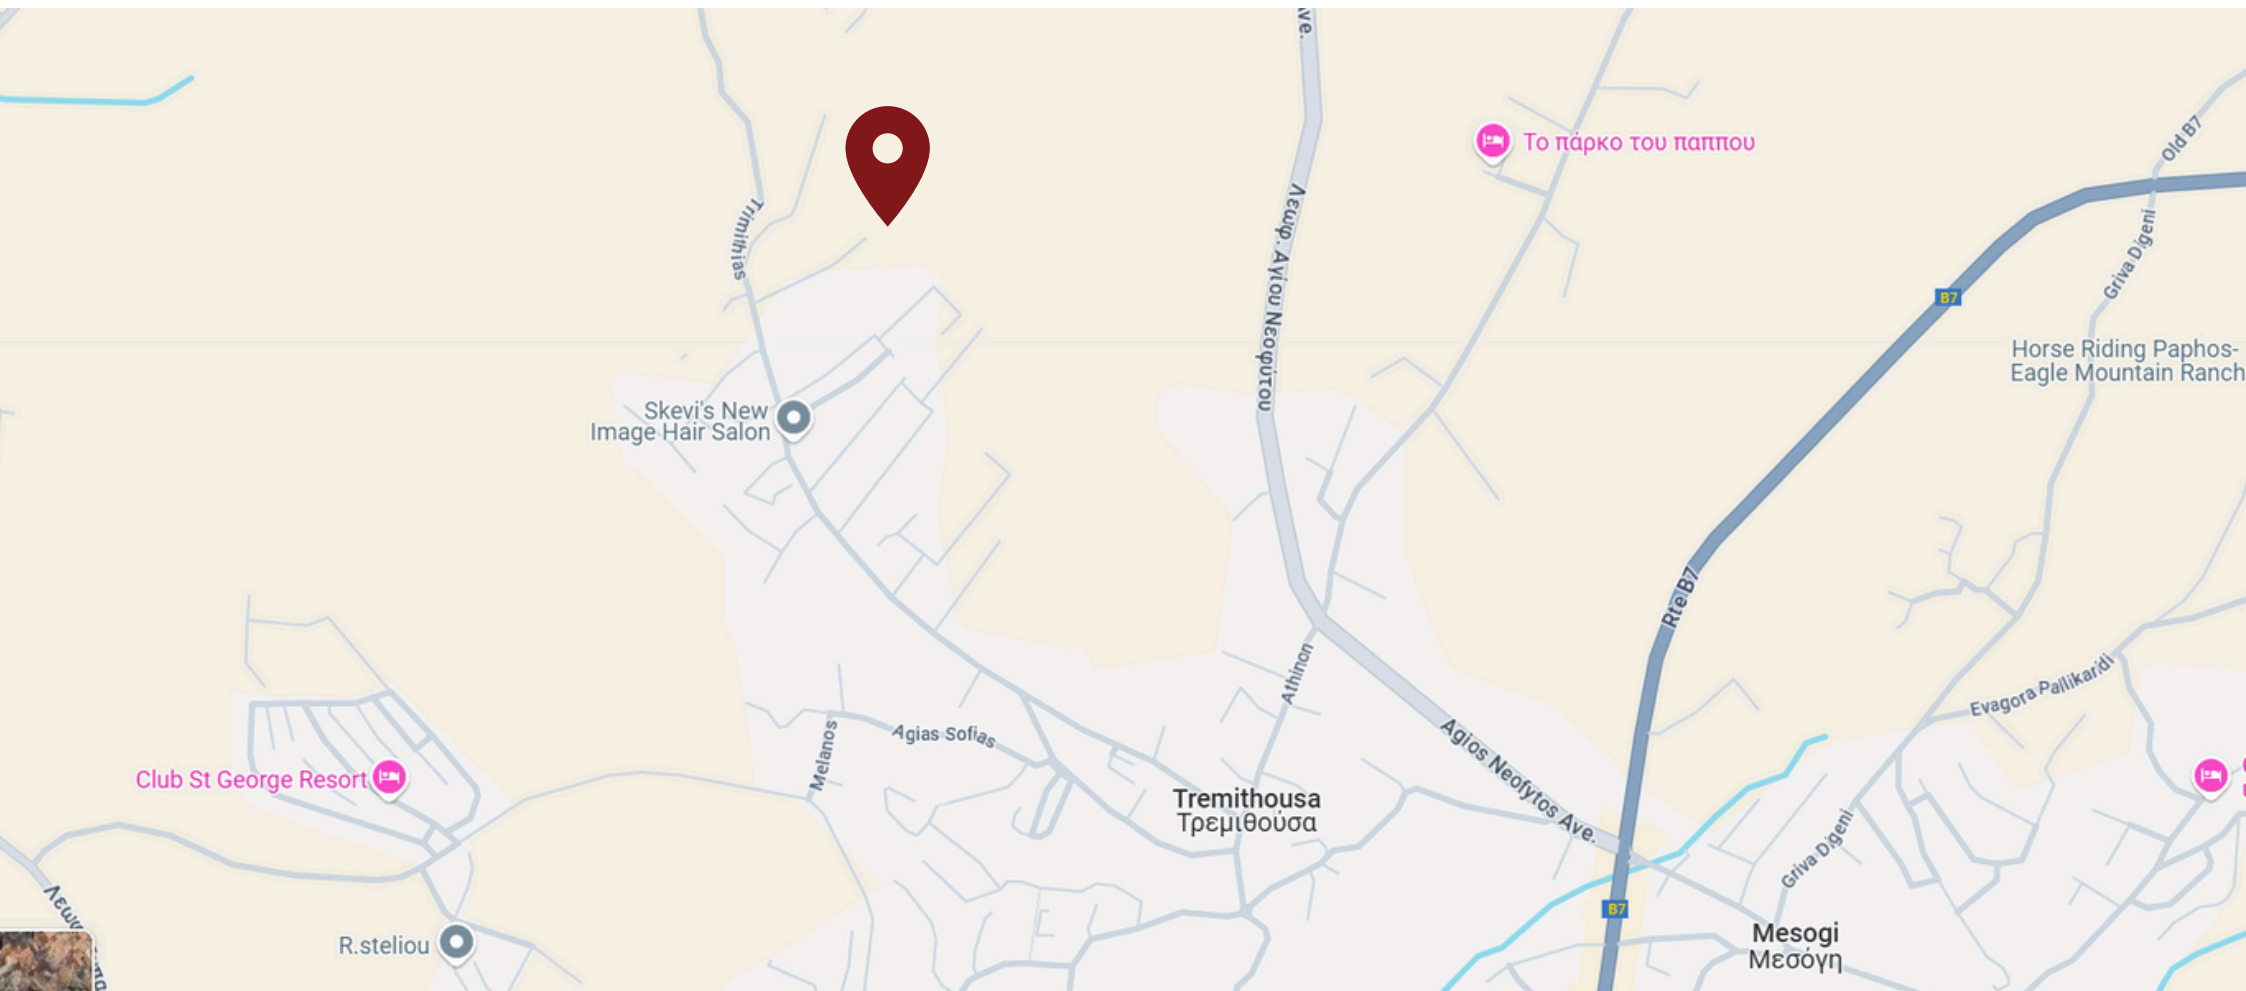 ve.
Το πάρκο του παππου
Old B7
Trimithias
Λεωφ. Αγίου Νεοφύτου
Griva Digeni
B7
Horse Riding Paphos-
Eagle Mountain Ranch
Skevi's New
Image Hair Salon
Rte B7
Athinon
Evagora Pallikaridi
Agias Sofias
Melanos
Agios Neofytos Ave.
Club St George Resort
Tremithousa
Τρεμιθούσα
Griva Digeni
B7
R.steliou
Mesogi
Μεσόγη